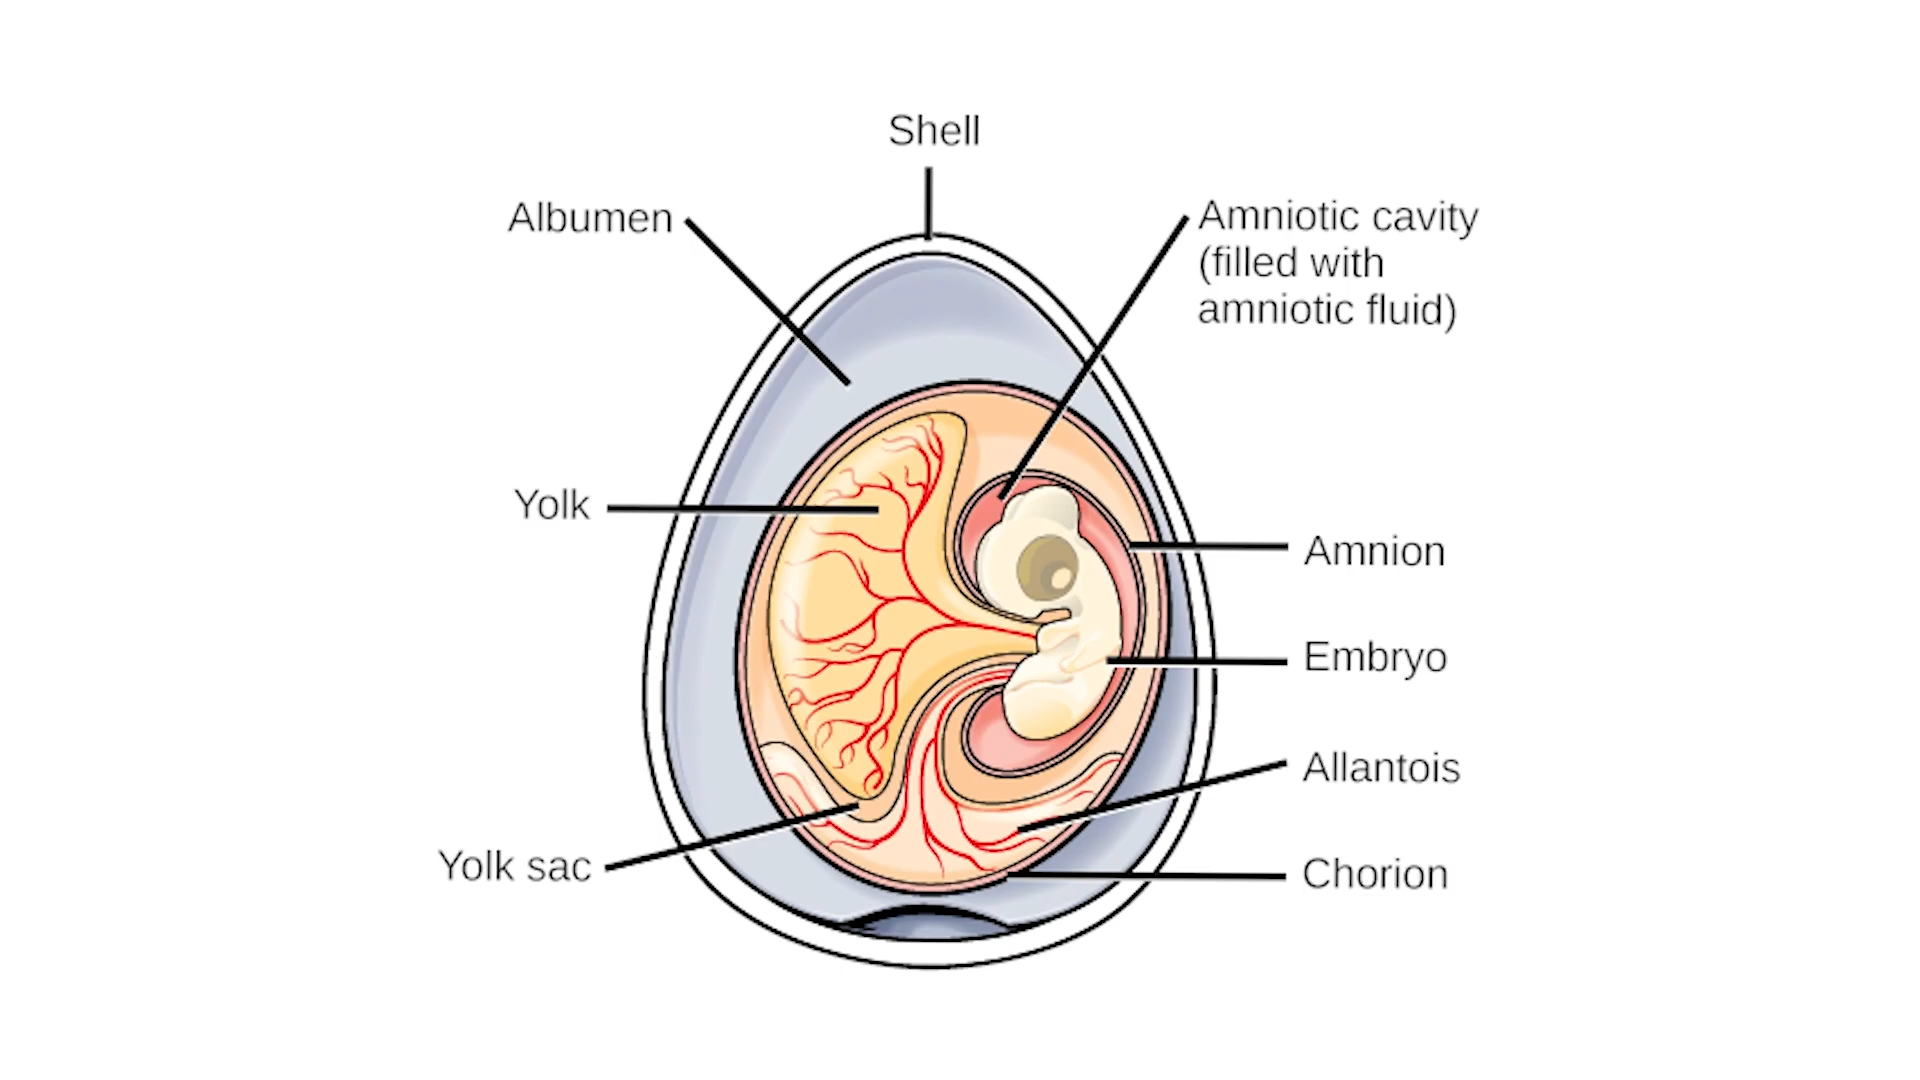 Shell
Albumen
Amniotic cavity
(filled with
amniotic fluid)
Yolk
Amnion
Embryo
Allantois
Yolk sac
Chorion